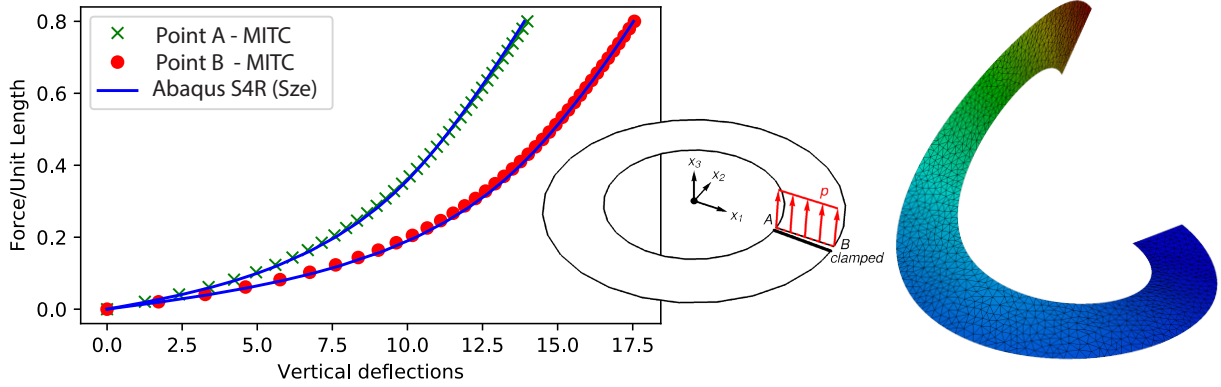 0.8
0.6
0.4
0.2
0.0
Force/Unit Length
Point A - MITC
Point B - MITC
Abaqus S4R (Sze)
0.0 2.5 5.0 7.5 10.0 12.5 15.0 17.5
Vertical deflections
x3
x2
x1
p
A
B
clamped